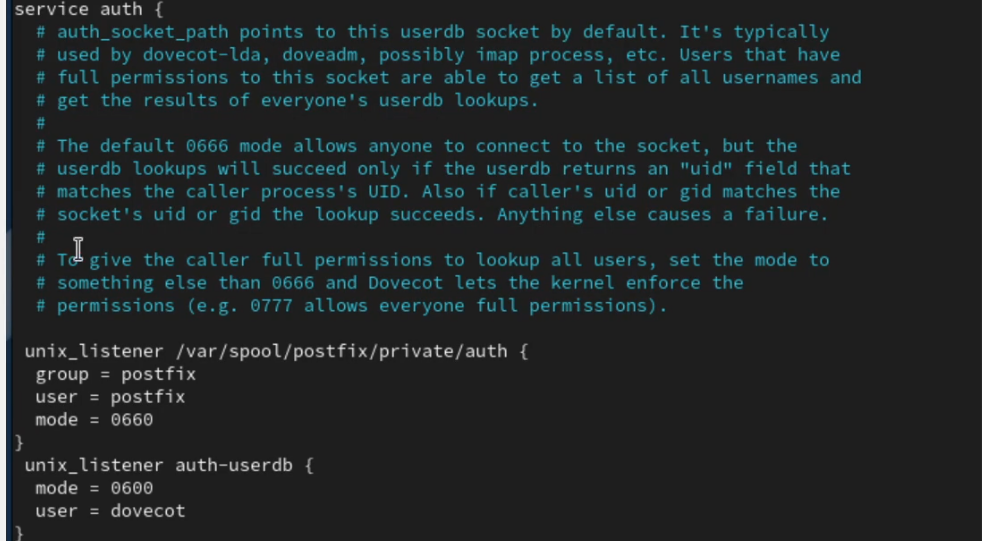 service auth {
  # auth_socket_path points to this userdb socket by default. It's typically
  # used by dovecot-lda, doveadm, possibly imap process, etc. Users that have
  # full permissions to this socket are able to get a list of all usernames and
  # get the results of everyone's userdb lookups.
  #
  # The default 0666 mode allows anyone to connect to the socket, but the
  # userdb lookups will succeed only if the userdb returns an "uid" field that
  # matches the caller process's UID. Also if caller's uid or gid matches the
  # socket's uid or gid the lookup succeeds. Anything else causes a failure.
  #
  # To give the caller full permissions to lookup all users, set the mode to
  # something else than 0666 and Dovecot lets the kernel enforce the
  # permissions (e.g. 0777 allows everyone full permissions).

 unix_listener /var/spool/postfix/private/auth {
  group = postfix
  user = postfix
  mode = 0660
}
 unix_listener auth-userdb {
  mode = 0600
  user = dovecot
}